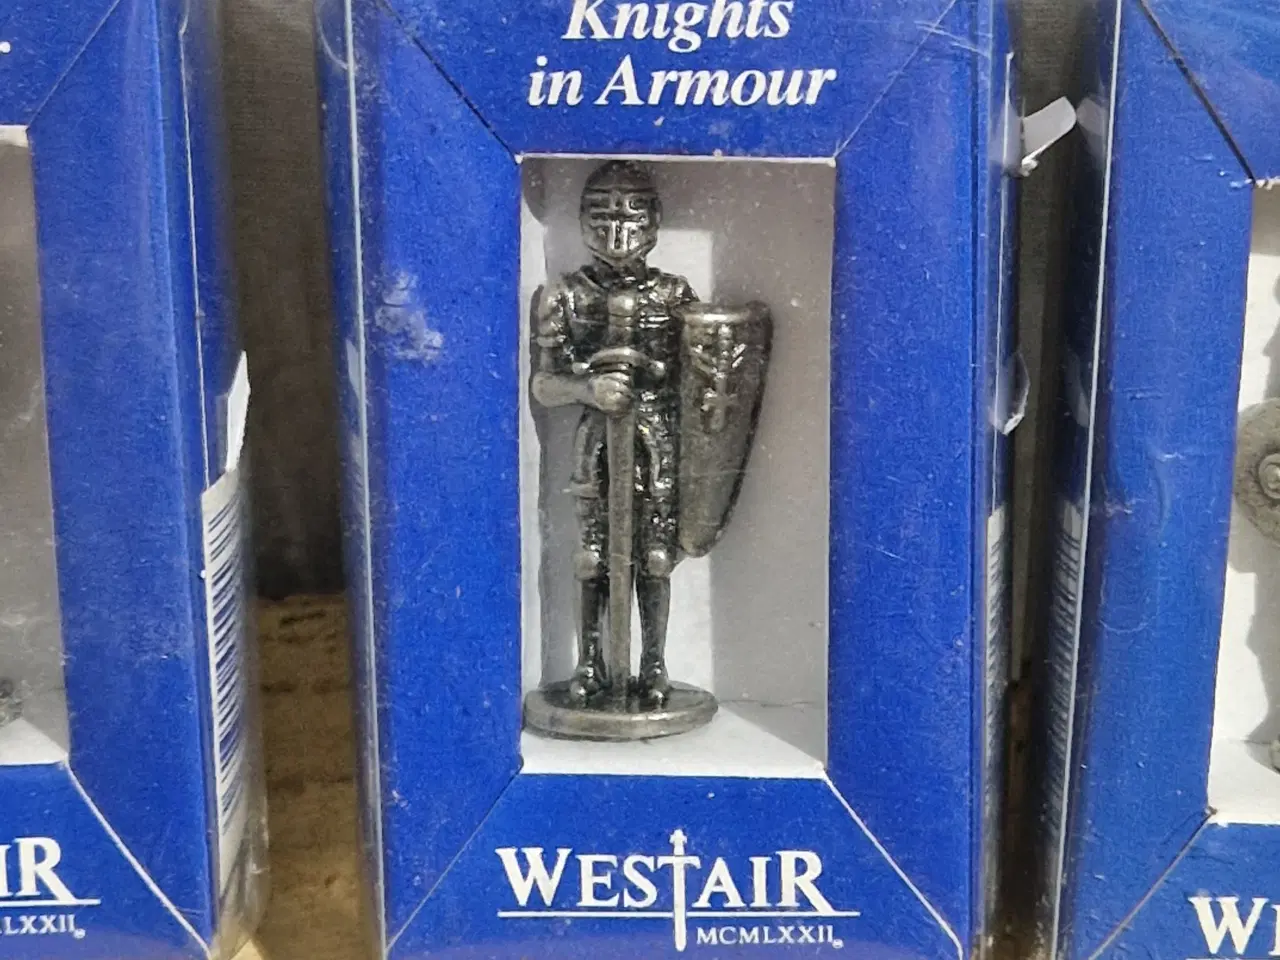 Knights
in Armour
WESTAIR
MCMLXXII